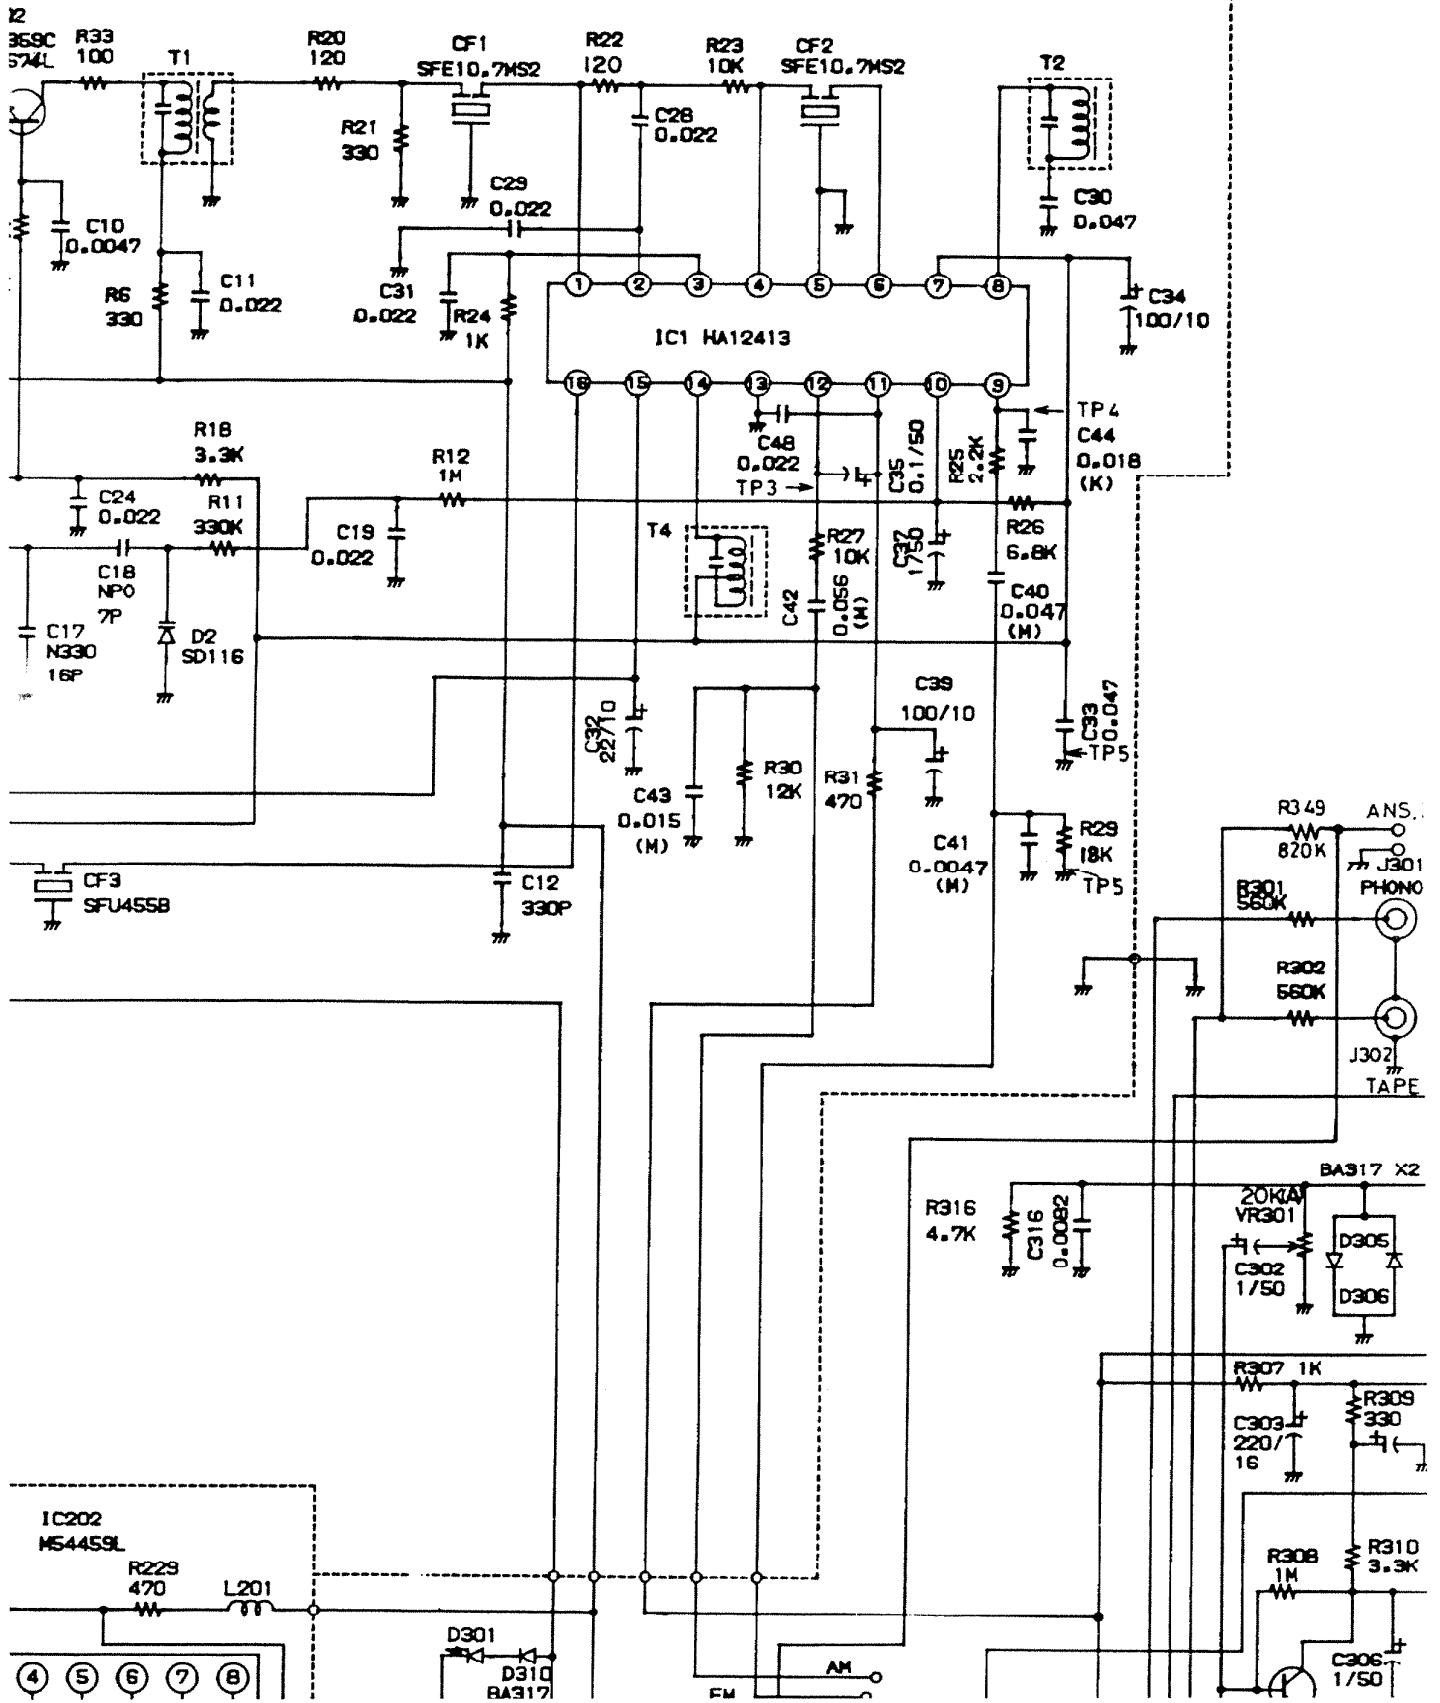 R33
100
T1
R20
120
CF1
SFE10.7MS2
R22
120
R23
10K
CF2
SFE10.7MS2
T2
R21
330
C28
0.022
C29
0.022
C30
0.047
C10
0.0047
C11
0.022
R6
330
C31
0.022
R24
1K
C34
100/10
1 2 3 4 5 6 7 8
IC1 HA12413
16 15 14 13 12 11 10 9
TP4
C44
0.018
(K)
R18
3.3K
R12
1M
C48
0.022
TP3
C35
0.1/50
R25
2.2K
C24
0.022
R11
330K
C19
0.022
T4
R27
10K
C37
1/50
R26
6.8K
C18
NPO
7P
C42
0.056
(M)
C40
0.047
(M)
C17
N330
16P
D2
SD116
C32
22/10
C39
100/10
C33
0.047
TP5
C43
0.015
(M)
R30
12K
R31
470
C41
0.0047
(M)
R29
18K
TP5
R349
820K
ANS.
J301
PHONO
CF3
SFU455B
C12
330P
R301
560K
R302
560K
J302
TAPE
BA317 X2
R316
4.7K
C316
0.0082
20K(A)
VR301
C302
1/50
D305
D306
R307 1K
R309
330
C303
220/
16
IC202
M54459L
R229
470
L201
R308
1M
R310
3.3K
D301
D310
BA317
AM
FM
C306
1/50
4 5 6 7 8